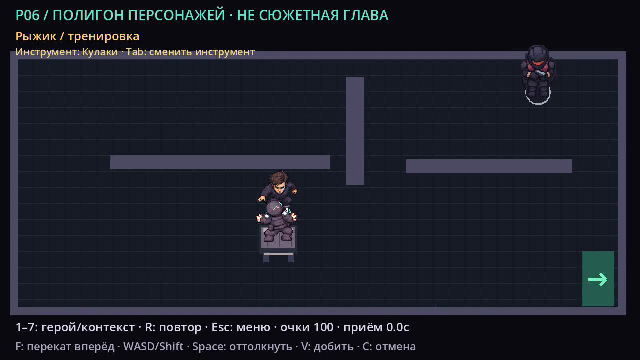 P06 / ПОЛИГОН ПЕРСОНАЖЕЙ · НЕ СЮЖЕТНАЯ ГЛАВА
Рыжик / тренировка
Инструмент: Кулаки · Tab: сменить инструмент
1–7: герой/контекст · R: повтор · Esc: меню · очки 100 · приём 0.0с
F: перекат вперёд · WASD/Shift · Space: оттолкнуть · V: добить · C: отмена